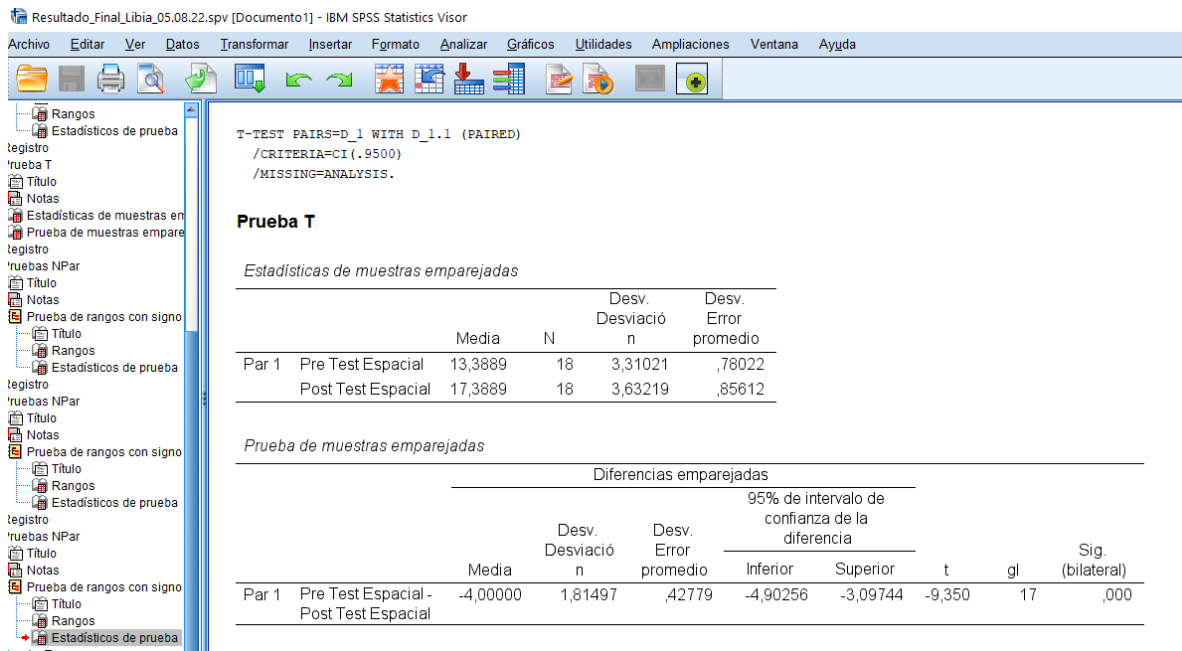 Resultado_Final_Libia_05.08.22.spv [Documento1] - IBM SPSS Statistics Visor
Archivo Editar Ver Datos Transformar Insertar Formato Analizar Gráficos Utilidades Ampliaciones Ventana Ayuda
Rangos
Estadísticos de prueba
Registro
Prueba T
Título
Notas
Estadísticas de muestras em
Prueba de muestras empare
Registro
Pruebas NPar
Título
Notas
Prueba de rangos con signo
Título
Rangos
Estadísticos de prueba
Registro
Pruebas NPar
Título
Notas
Prueba de rangos con signo
Título
Rangos
Estadísticos de prueba
Registro
Pruebas NPar
Título
Notas
Prueba de rangos con signo
Título
Rangos
Estadísticos de prueba
T-TEST PAIRS=D_1 WITH D_1.1 (PAIRED)
/CRITERIA=CI(.9500)
/MISSING=ANALYSIS.
Prueba T
Estadísticas de muestras emparejadas
Desv. Desv.
Desviació Error
Media N n promedio
Par 1 Pre Test Espacial 13,3889 18 3,31021 ,78022
Post Test Espacial 17,3889 18 3,63219 ,85612
Prueba de muestras emparejadas
Diferencias emparejadas
95% de intervalo de
confianza de la
diferencia
Desv. Desv.
Desviació Error Sig.
Media n promedio Inferior Superior t gl (bilateral)
Par 1 Pre Test Espacial - -4,00000 1,81497 ,42779 -4,90256 -3,09744 -9,350 17 ,000
Post Test Espacial